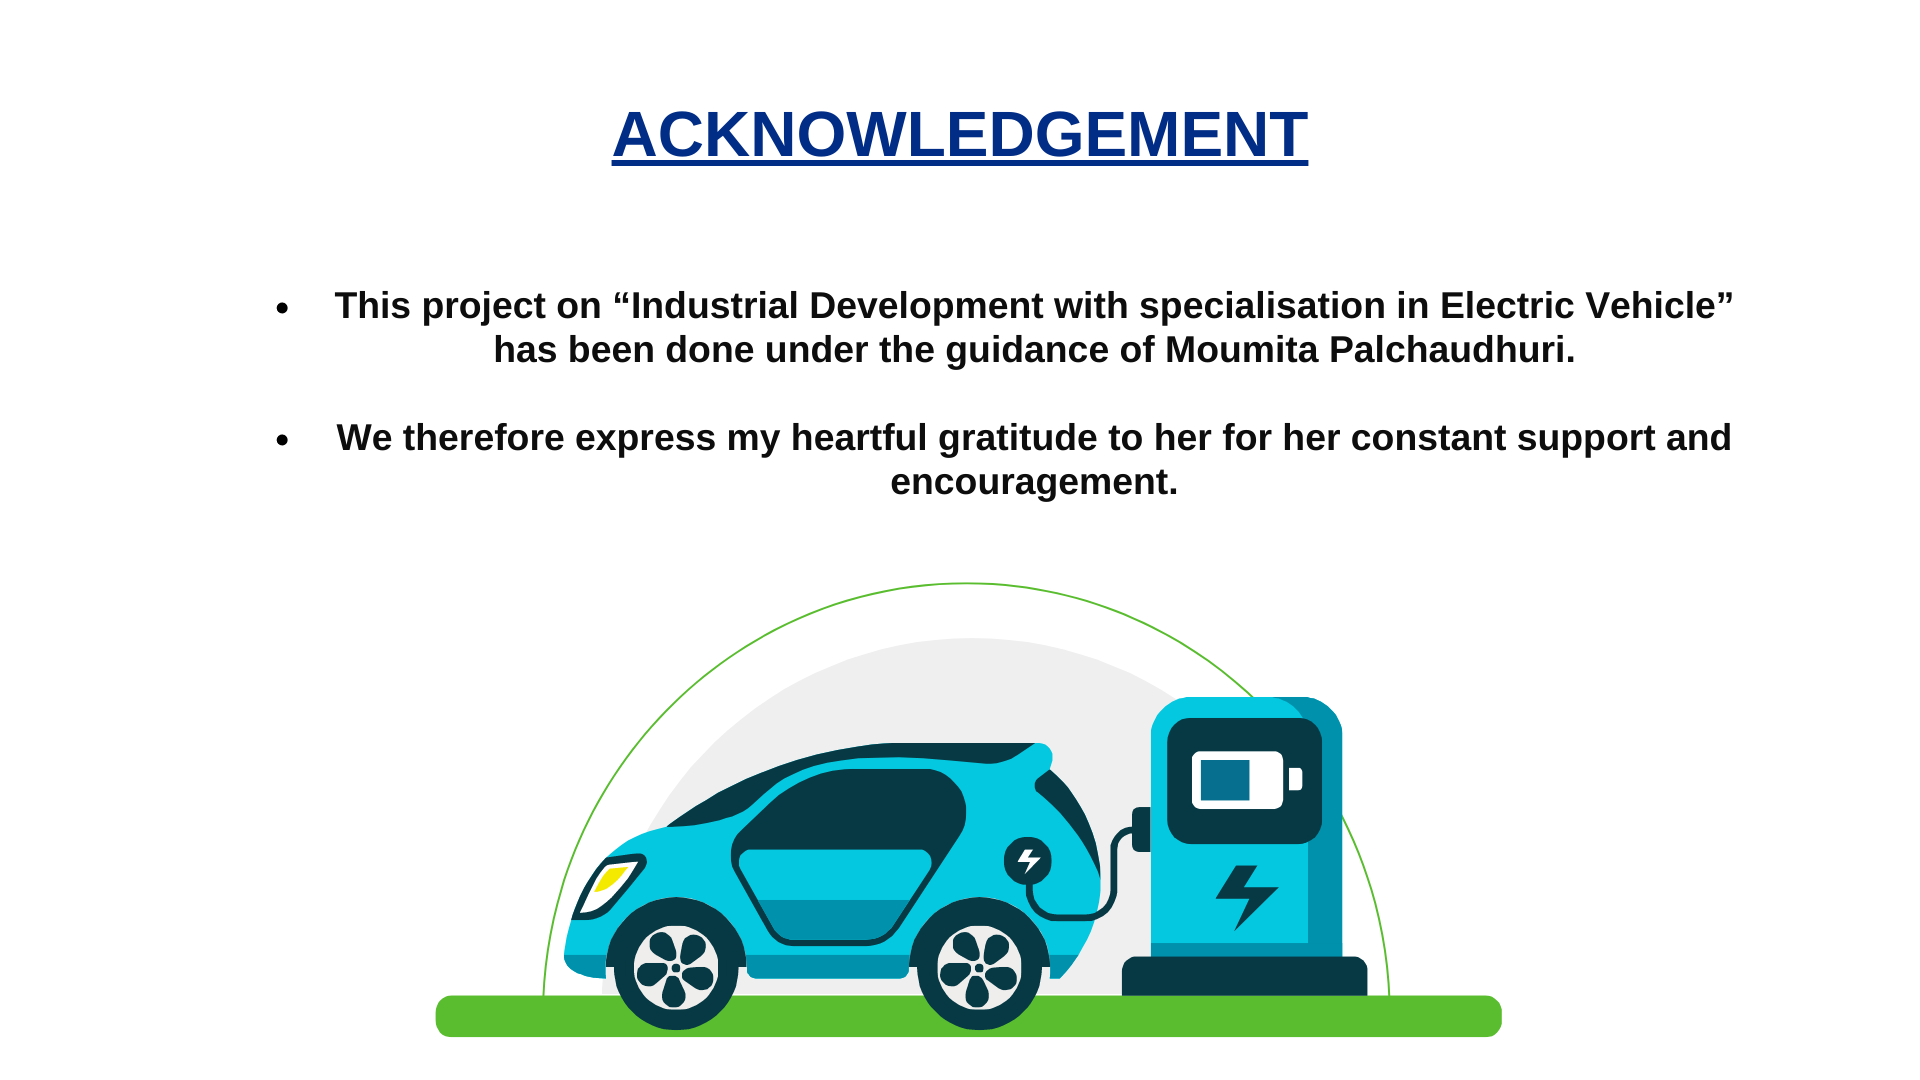 ACKNOWLEDGEMENT
• This project on “Industrial Development with specialisation in Electric Vehicle”
has been done under the guidance of Moumita Palchaudhuri.
• We therefore express my heartful gratitude to her for her constant support and
encouragement.